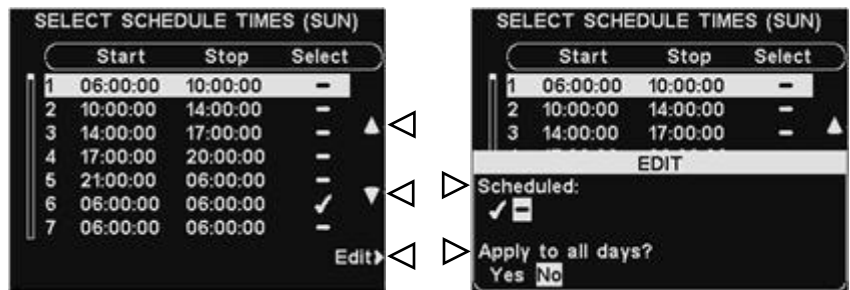 SELECT SCHEDULE TIMES (SUN)
Start Stop Select
1 06:00:00 10:00:00 –
2 10:00:00 14:00:00 –
3 14:00:00 17:00:00 –
4 17:00:00 20:00:00 –
5 21:00:00 06:00:00 –
6 06:00:00 06:00:00 ✓
7 06:00:00 06:00:00 –
Edit
SELECT SCHEDULE TIMES (SUN)
Start Stop Select
1 06:00:00 10:00:00 –
2 10:00:00 14:00:00 –
3 14:00:00 17:00:00 –
EDIT
Scheduled:
✓ –
Apply to all days?
Yes No